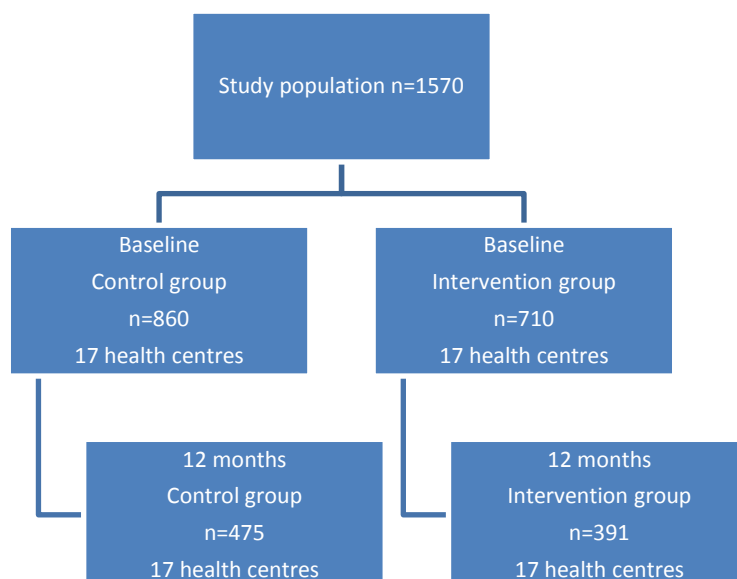 Study population n=1570
Baseline
Control group
n=860
17 health centres
Baseline
Intervention group
n=710
17 health centres
12 months
Control group
n=475
17 health centres
12 months
Intervention group
n=391
17 health centres